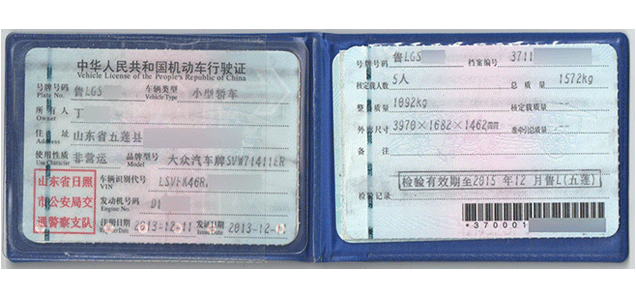 中华人民共和国机动车行驶证
Vehicle License of the People's Republic of China
号牌号码 鲁LG5 车辆类型 小型轿车
Plate No. Vehicle Type
所有人 丁
Owner
住址 山东省五莲县
Address
使用性质 非营运 品牌型号 大众汽车牌SVW71411ER
Use Character
山东省日照
市公安局交
通警察支队
车辆识别代号 LSVFK46R
VIN
发动机号码 01
Engine No.
注册日期 2013-12-11 发证日期 2013-12-
Register Date Issue Date
号牌号码 鲁LG5 档案编号 3711
核定载人数 5人 总质量 1572kg
整备质量 1092kg 核定载质量
外廓尺寸 3970×1682×1462mm 准牵引总质量
备注
检验有效期至2015年12月鲁L(五莲)
检验记录
*370001